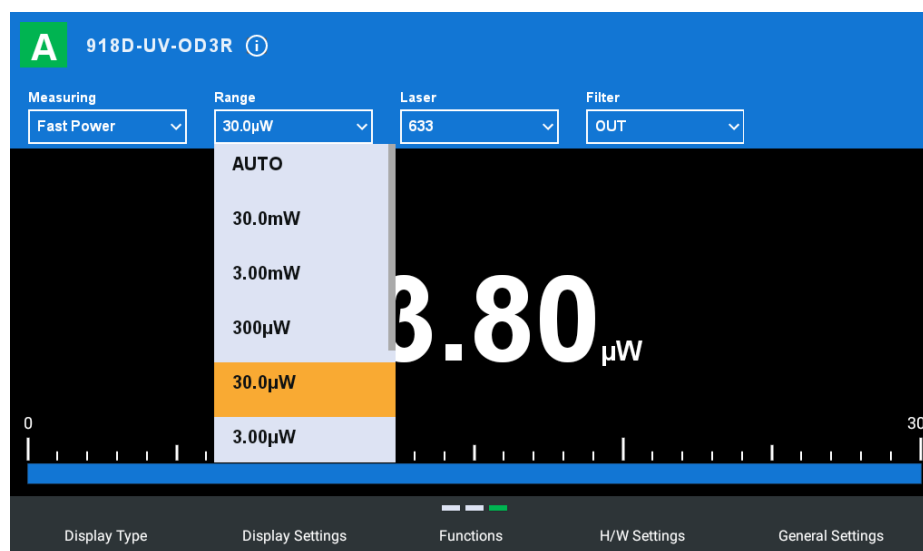 A 918D-UV-OD3R i
Measuring Range Laser Filter
Fast Power 30.0µW 633 OUT
AUTO
30.0mW
3.00mW
300µW
3.80 µW
30.0µW
3.00µW
0 30
Display Type Display Settings Functions H/W Settings General Settings